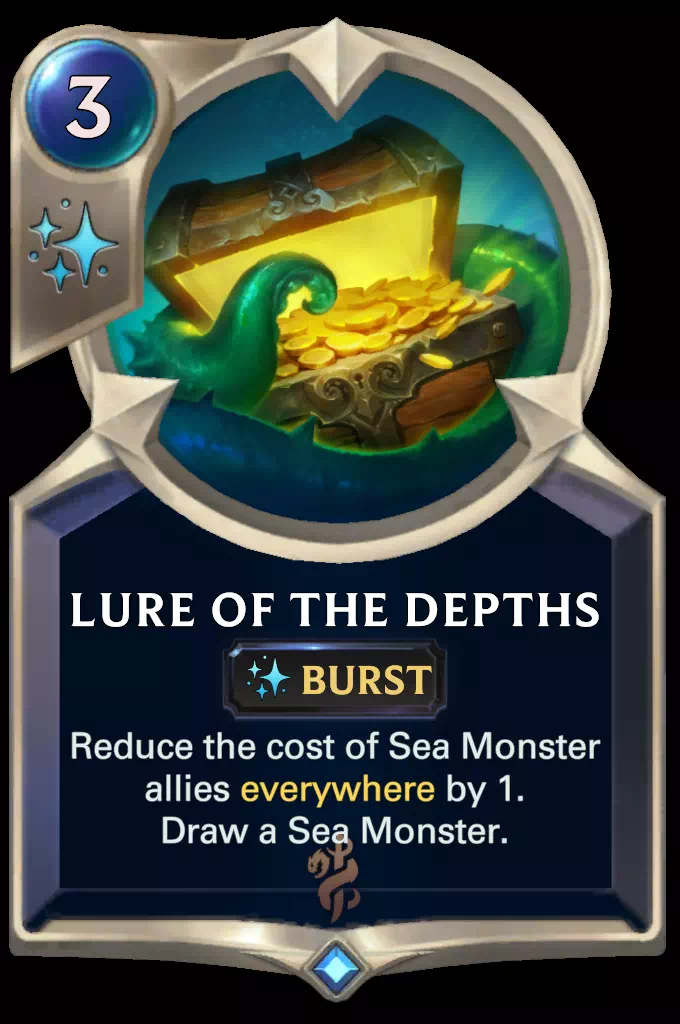 3
LURE OF THE DEPTHS
BURST
Reduce the cost of Sea Monster
allies everywhere by 1.
Draw a Sea Monster.